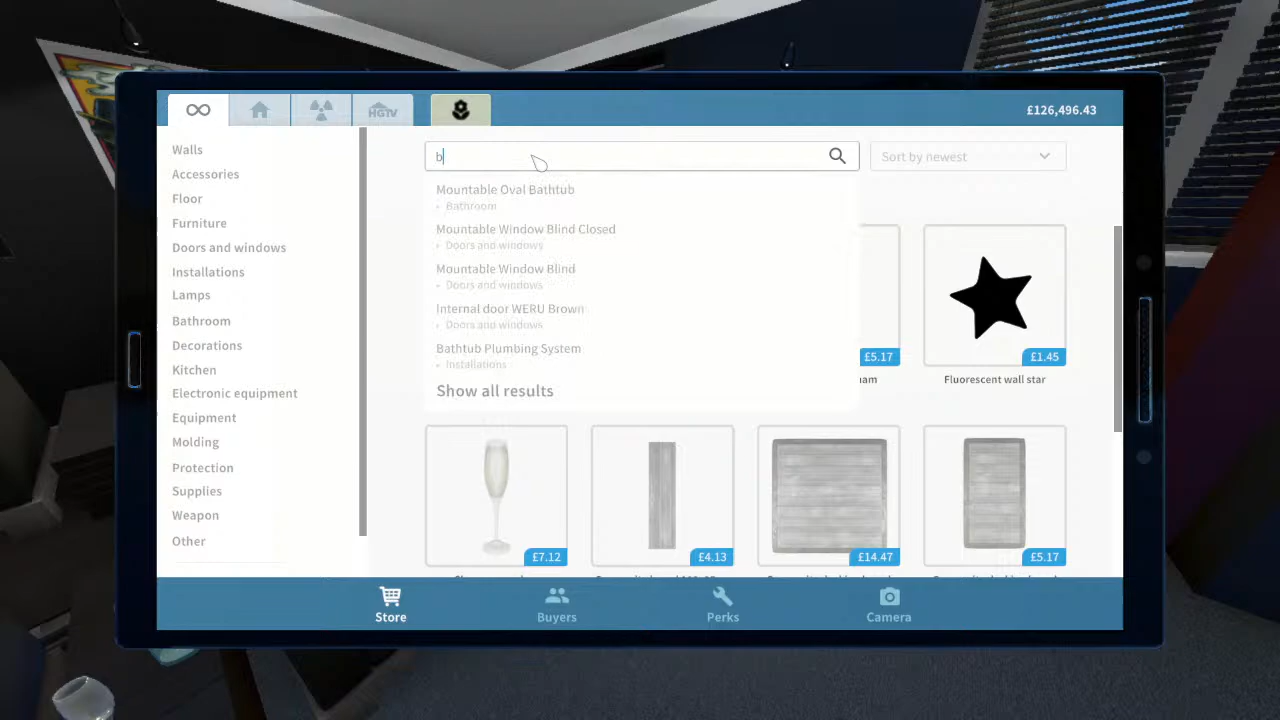 HGTV
£126,496.43
Walls
Accessories
Floor
Furniture
Doors and windows
Installations
Lamps
Bathroom
Decorations
Kitchen
Electronic equipment
Equipment
Molding
Protection
Supplies
Weapon
Other
b
Sort by newest
Mountable Oval Bathtub
Bathroom
Mountable Window Blind Closed
Doors and windows
Mountable Window Blind
Doors and windows
Internal door WERU Brown
Doors and windows
Bathtub Plumbing System
Installations
Show all results
£5.17
£1.45
am
Fluorescent wall star
£7.12
£4.13
£14.47
£5.17
Store
Buyers
Perks
Camera